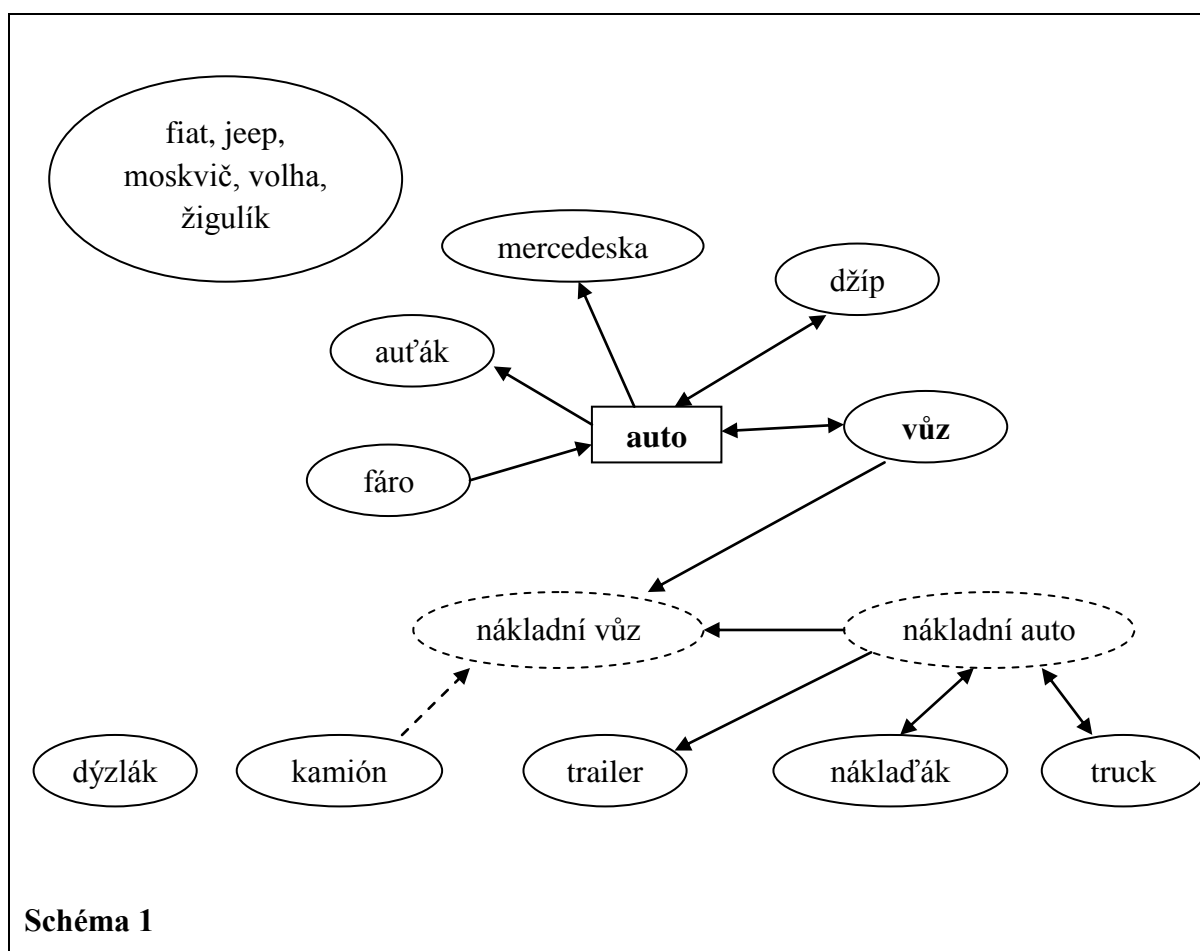 fiat, jeep,
moskvič, volha,
žigulík
mercedeska
džíp
auťák
auto
vůz
fáro
nákladní vůz
nákladní auto
dýzlák
kamión
trailer
náklaďák
truck
Schéma 1